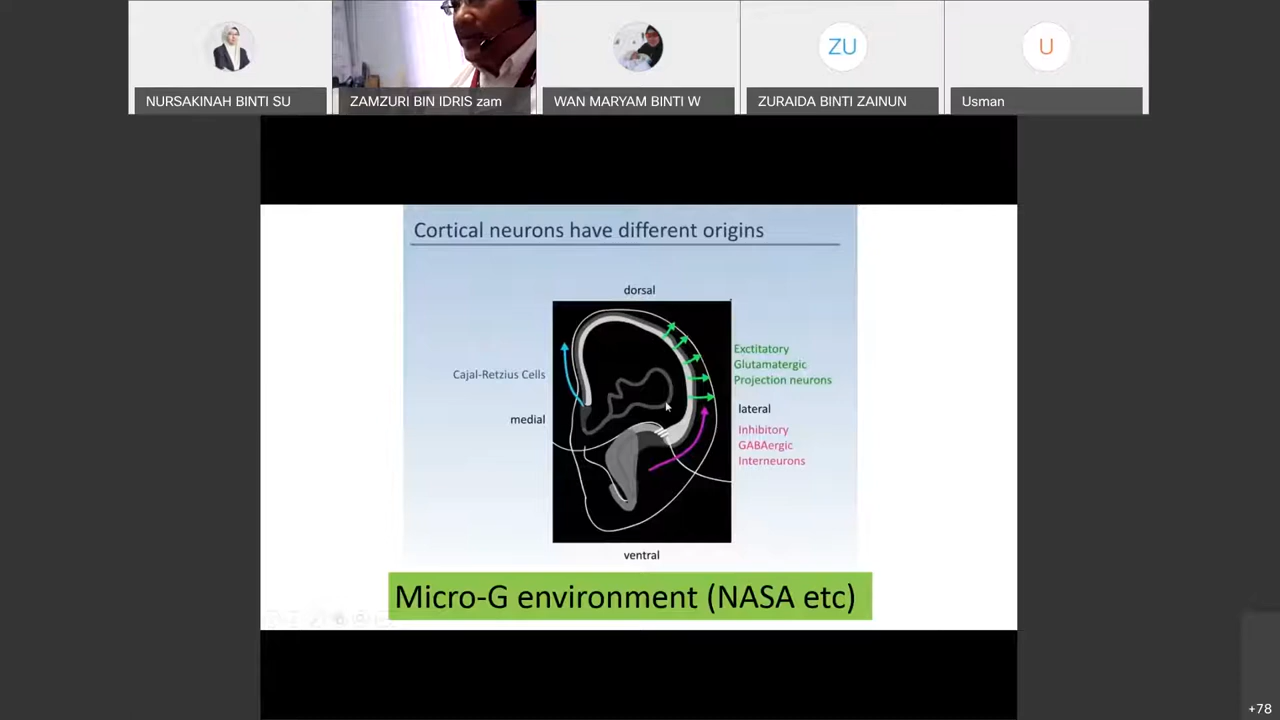 NURSAKINAH BINTI SU
ZAMZURI BIN IDRIS zam
WAN MARYAM BINTI W
ZU
ZURAIDA BINTI ZAINUN
U
Usman
Cortical neurons have different origins
dorsal
Exctitatory
Glutamatergic
Projection neurons
Cajal-Retzius Cells
lateral
medial
Inhibitory
GABAergic
Interneurons
ventral
Micro-G environment (NASA etc)
+78